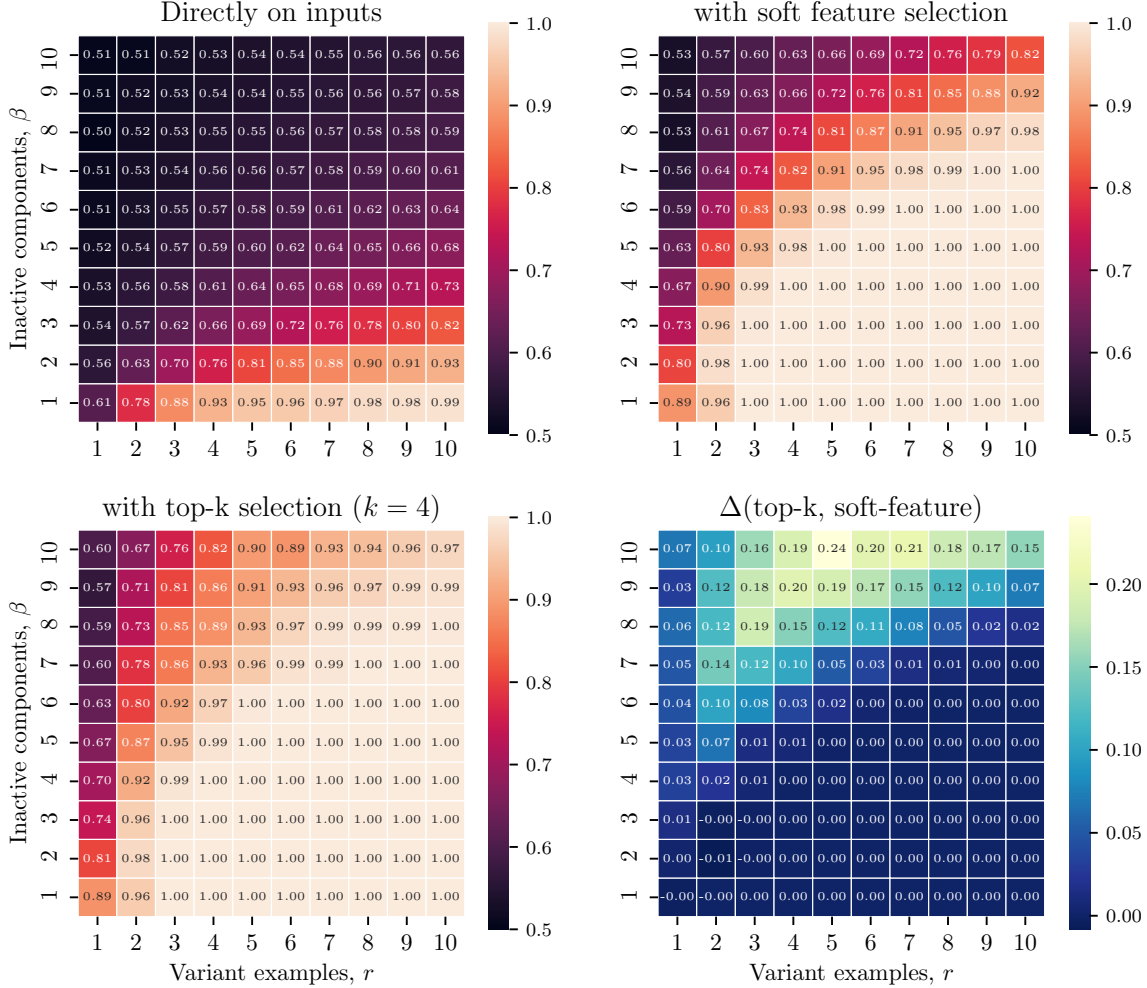 Directly on inputs
Inactive components, β
10 0.51 0.51 0.52 0.53 0.53 0.54 0.54 0.55 0.56 0.56
9 0.51 0.52 0.53 0.54 0.54 0.55 0.56 0.56 0.57 0.58
8 0.50 0.52 0.53 0.55 0.55 0.56 0.57 0.58 0.58 0.59
7 0.51 0.53 0.54 0.56 0.56 0.57 0.58 0.59 0.60 0.61
6 0.51 0.53 0.55 0.57 0.58 0.59 0.61 0.62 0.63 0.64
5 0.52 0.54 0.57 0.59 0.60 0.62 0.64 0.65 0.66 0.68
4 0.53 0.56 0.58 0.61 0.64 0.65 0.68 0.69 0.71 0.73
3 0.54 0.57 0.62 0.66 0.69 0.72 0.76 0.78 0.80 0.82
2 0.56 0.63 0.70 0.76 0.81 0.85 0.88 0.90 0.91 0.93
1 0.61 0.78 0.88 0.93 0.95 0.96 0.97 0.98 0.98 0.99
1 2 3 4 5 6 7 8 9 10
1.0
0.9
0.8
0.7
0.6
0.5
with soft feature selection
10 0.53 0.57 0.60 0.63 0.66 0.69 0.72 0.76 0.79 0.82
9 0.54 0.59 0.63 0.66 0.72 0.76 0.81 0.85 0.88 0.92
8 0.53 0.61 0.67 0.74 0.81 0.87 0.91 0.95 0.97 0.98
7 0.56 0.64 0.74 0.82 0.91 0.95 0.98 0.99 1.00 1.00
6 0.59 0.70 0.83 0.93 0.98 0.99 1.00 1.00 1.00 1.00
5 0.63 0.80 0.93 0.98 1.00 1.00 1.00 1.00 1.00 1.00
4 0.67 0.90 0.99 1.00 1.00 1.00 1.00 1.00 1.00 1.00
3 0.73 0.96 1.00 1.00 1.00 1.00 1.00 1.00 1.00 1.00
2 0.80 0.98 1.00 1.00 1.00 1.00 1.00 1.00 1.00 1.00
1 0.89 0.96 1.00 1.00 1.00 1.00 1.00 1.00 1.00 1.00
1 2 3 4 5 6 7 8 9 10
1.0
0.9
0.8
0.7
0.6
0.5
with top-k selection (k = 4)
Inactive components, β
10 0.60 0.67 0.76 0.82 0.90 0.89 0.93 0.94 0.96 0.97
9 0.57 0.71 0.81 0.86 0.91 0.93 0.96 0.97 0.99 0.99
8 0.59 0.73 0.85 0.89 0.93 0.97 0.99 0.99 0.99 1.00
7 0.60 0.78 0.86 0.93 0.96 0.99 0.99 1.00 1.00 1.00
6 0.63 0.80 0.92 0.97 1.00 1.00 1.00 1.00 1.00 1.00
5 0.67 0.87 0.95 0.99 1.00 1.00 1.00 1.00 1.00 1.00
4 0.70 0.92 0.99 1.00 1.00 1.00 1.00 1.00 1.00 1.00
3 0.74 0.96 1.00 1.00 1.00 1.00 1.00 1.00 1.00 1.00
2 0.81 0.98 1.00 1.00 1.00 1.00 1.00 1.00 1.00 1.00
1 0.89 0.96 1.00 1.00 1.00 1.00 1.00 1.00 1.00 1.00
1 2 3 4 5 6 7 8 9 10
Variant examples, r
1.0
0.9
0.8
0.7
0.6
0.5
Δ(top-k, soft-feature)
10 0.07 0.10 0.16 0.19 0.24 0.20 0.21 0.18 0.17 0.15
9 0.03 0.12 0.18 0.20 0.19 0.17 0.15 0.12 0.10 0.07
8 0.06 0.12 0.19 0.15 0.12 0.11 0.08 0.05 0.02 0.02
7 0.05 0.14 0.12 0.10 0.05 0.03 0.01 0.01 0.00 0.00
6 0.04 0.10 0.08 0.03 0.02 0.00 0.00 0.00 0.00 0.00
5 0.03 0.07 0.01 0.01 0.00 0.00 0.00 0.00 0.00 0.00
4 0.03 0.02 0.01 0.00 0.00 0.00 0.00 0.00 0.00 0.00
3 0.01 -0.00 -0.00 0.00 0.00 0.00 0.00 0.00 0.00 0.00
2 0.00 -0.01 -0.00 0.00 0.00 0.00 0.00 0.00 0.00 0.00
1 -0.00 -0.00 0.00 0.00 0.00 0.00 0.00 0.00 0.00 0.00
1 2 3 4 5 6 7 8 9 10
Variant examples, r
0.20
0.15
0.10
0.05
0.00